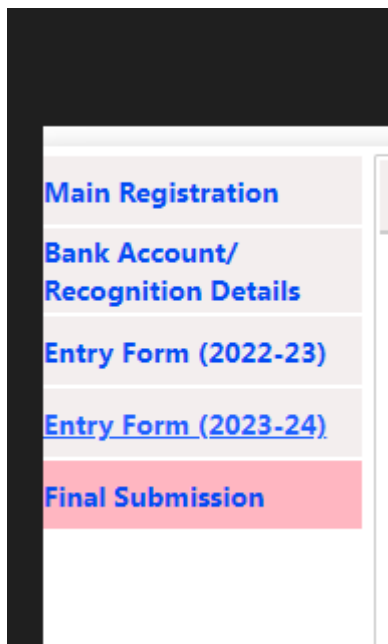 Main Registration
Bank Account/
Recognition Details
Entry Form (2022-23)
Entry Form (2023-24)
Final Submission